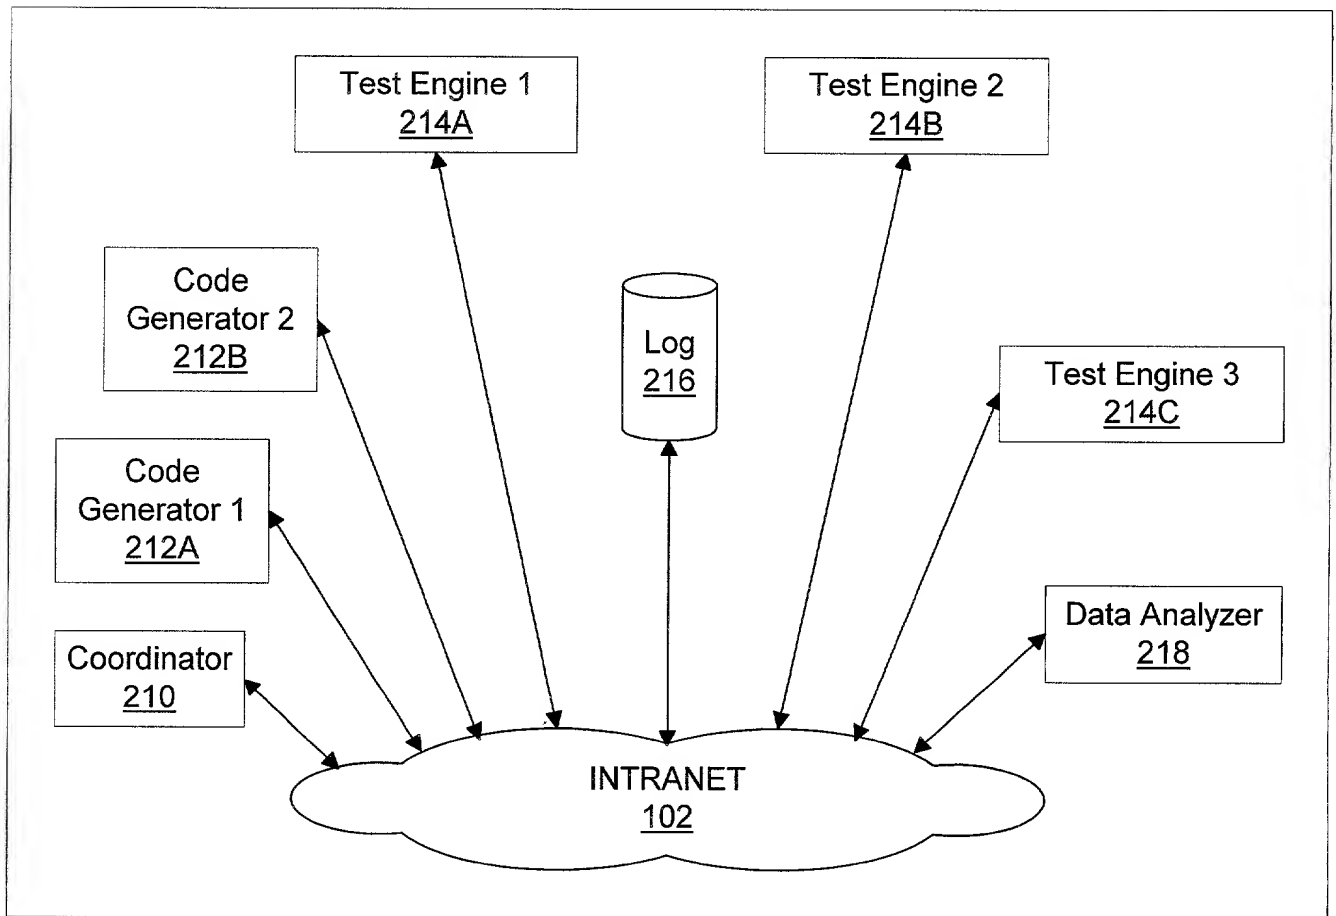 Test Engine 1
214A
Test Engine 2
214B
Code
Generator 2
212B
Log
216
Test Engine 3
214C
Code
Generator 1
212A
Data Analyzer
218
Coordinator
210
INTRANET
102